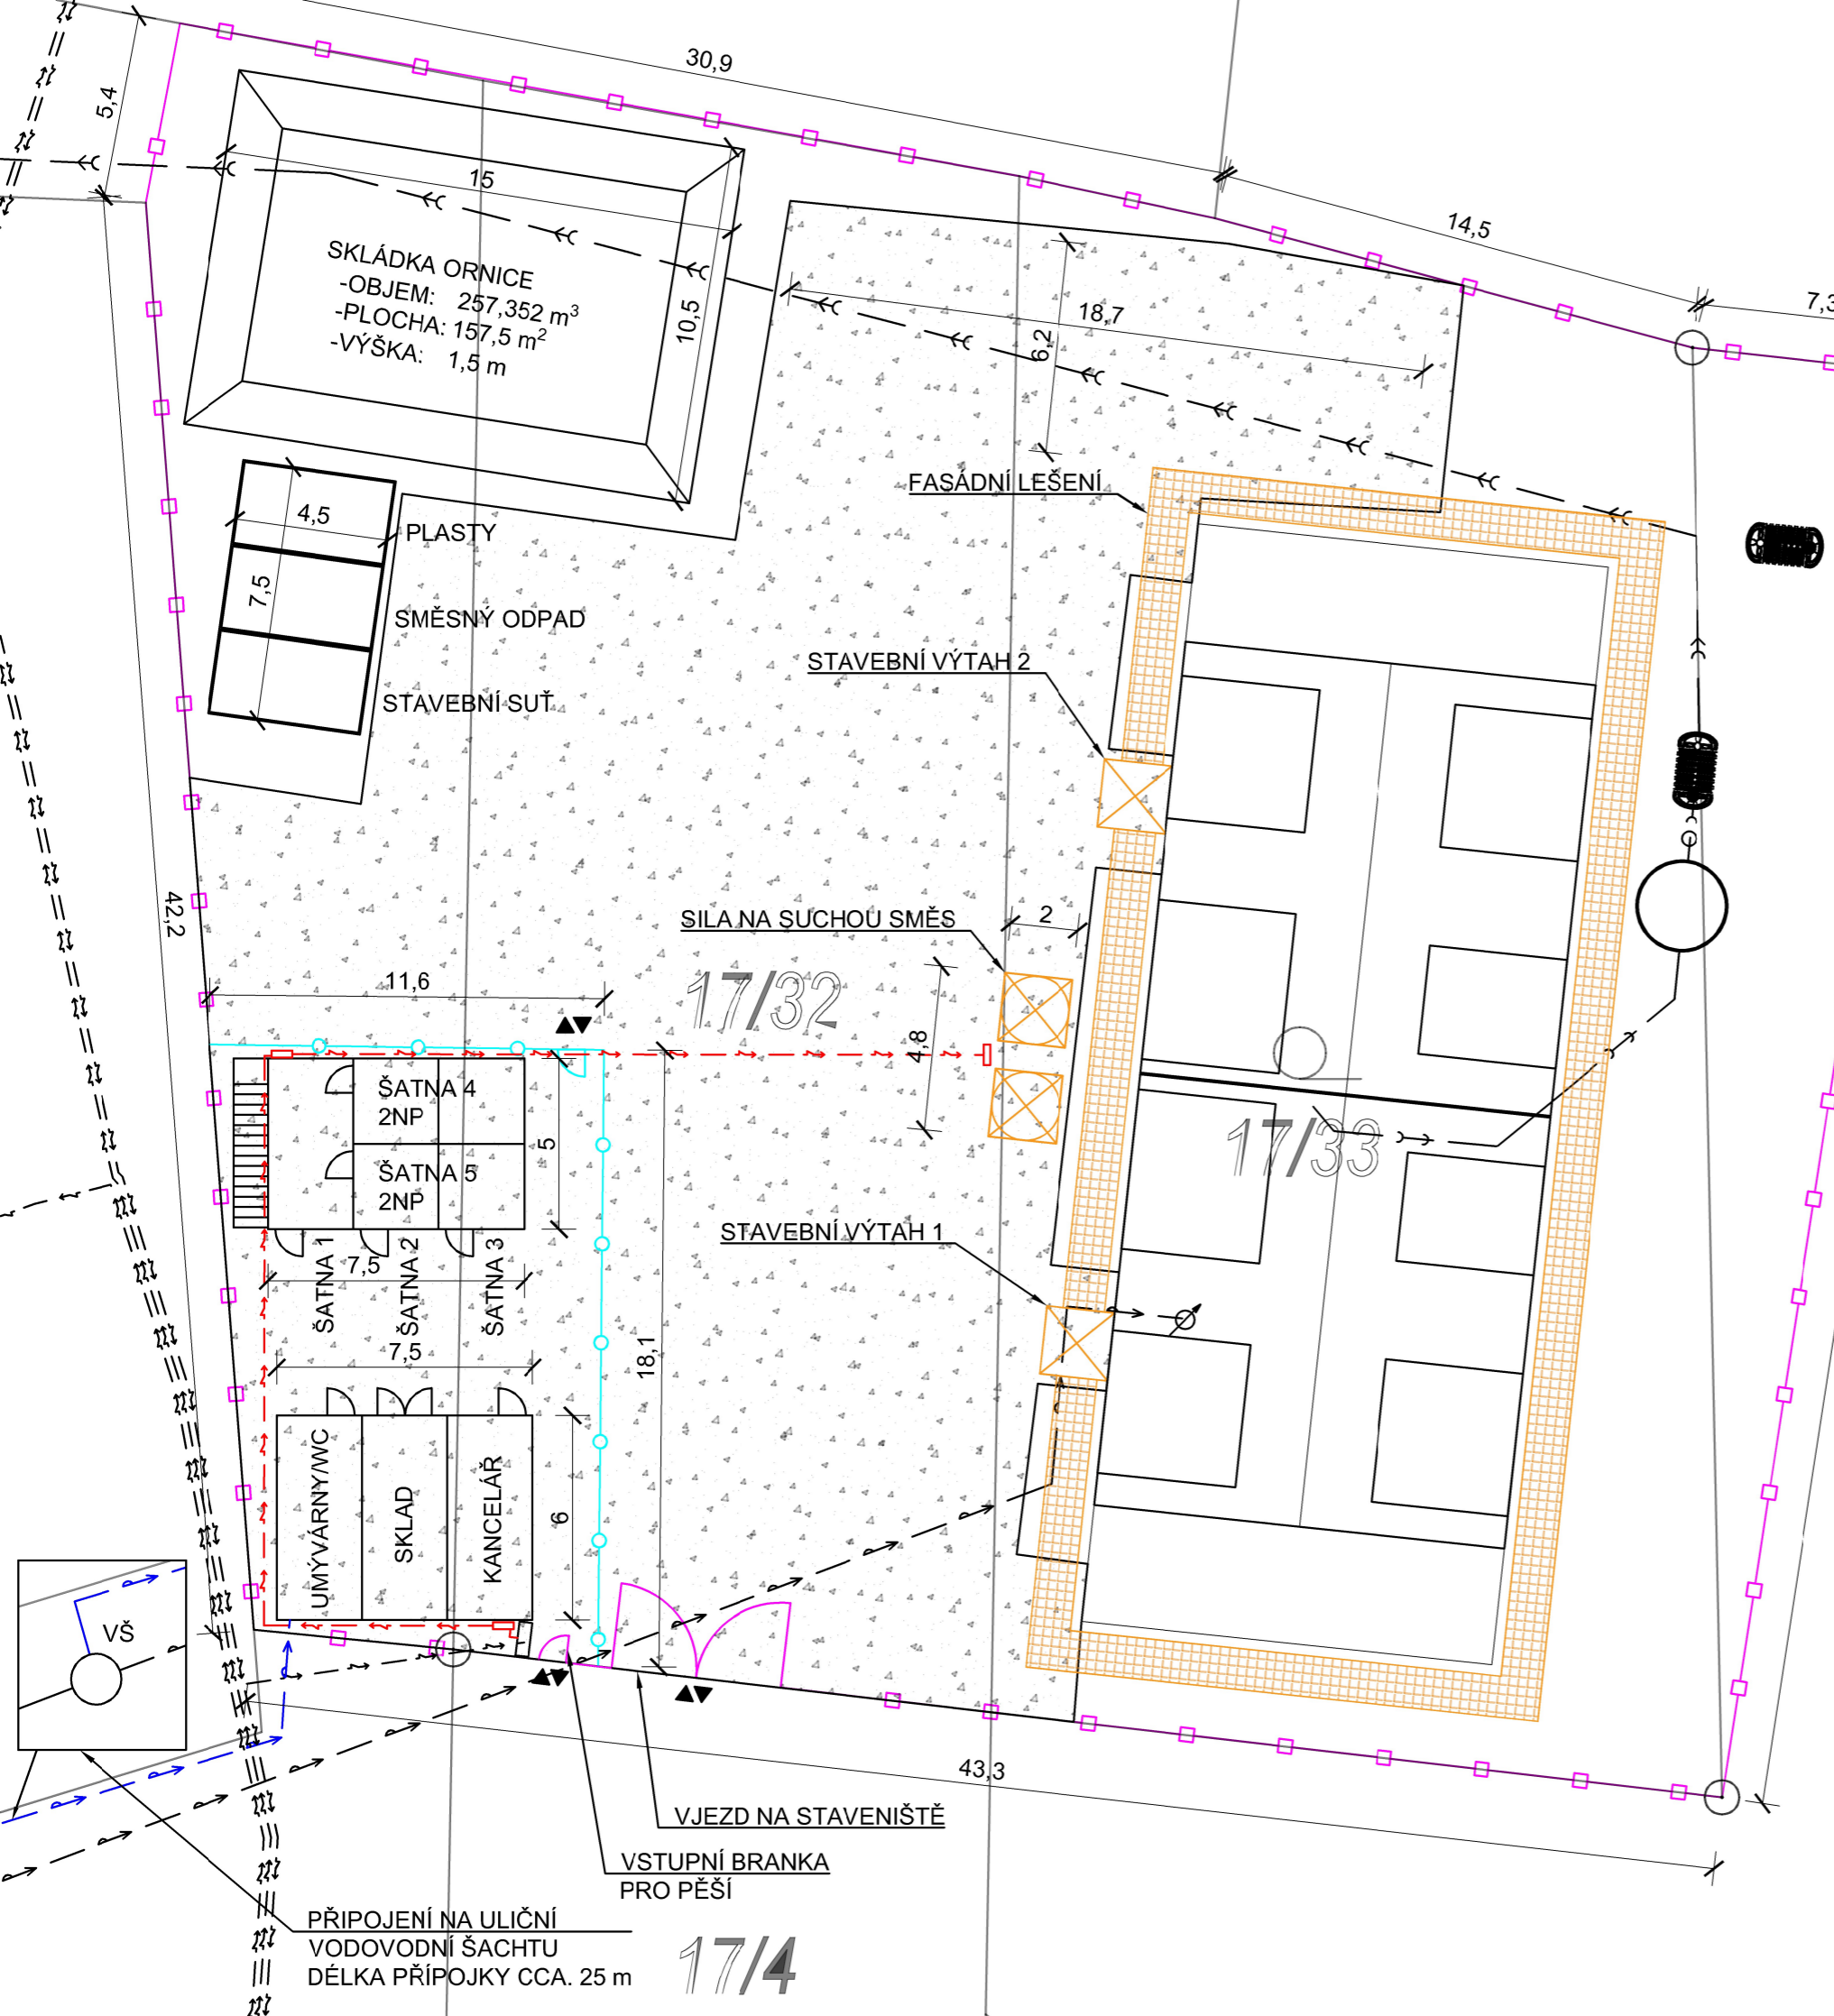 30,9
5,4
15
SKLÁDKA ORNICE
-OBJEM: 257,352 m³
-PLOCHA: 157,5 m²
-VÝŠKA: 1,5 m
10,5
14,5
18,7
6,2
FASÁDNÍ LEŠENÍ
4,5
PLASTY
7,5
SMĚSNÝ ODPAD
STAVEBNÍ SUŤ
STAVEBNÍ VÝTAH 2
42,2
SILA NA SUCHOU SMĚS
2
11,6
17/32
4,8
ŠATNA 4
2NP
5
ŠATNA 5
2NP
17/33
STAVEBNÍ VÝTAH 1
ŠATNA 1
ŠATNA 2
ŠATNA 3
7,5
7,5
18,1
UMÝVÁRNY/WC
SKLAD
KANCELÁŘ
6
VŠ
43,3
VJEZD NA STAVENIŠTĚ
VSTUPNÍ BRANKA
PRO PĚŠÍ
PŘIPOJENÍ NA ULIČNÍ
VODOVODNÍ ŠACHTU
DÉLKA PŘÍPOJKY CCA. 25 m
17/4